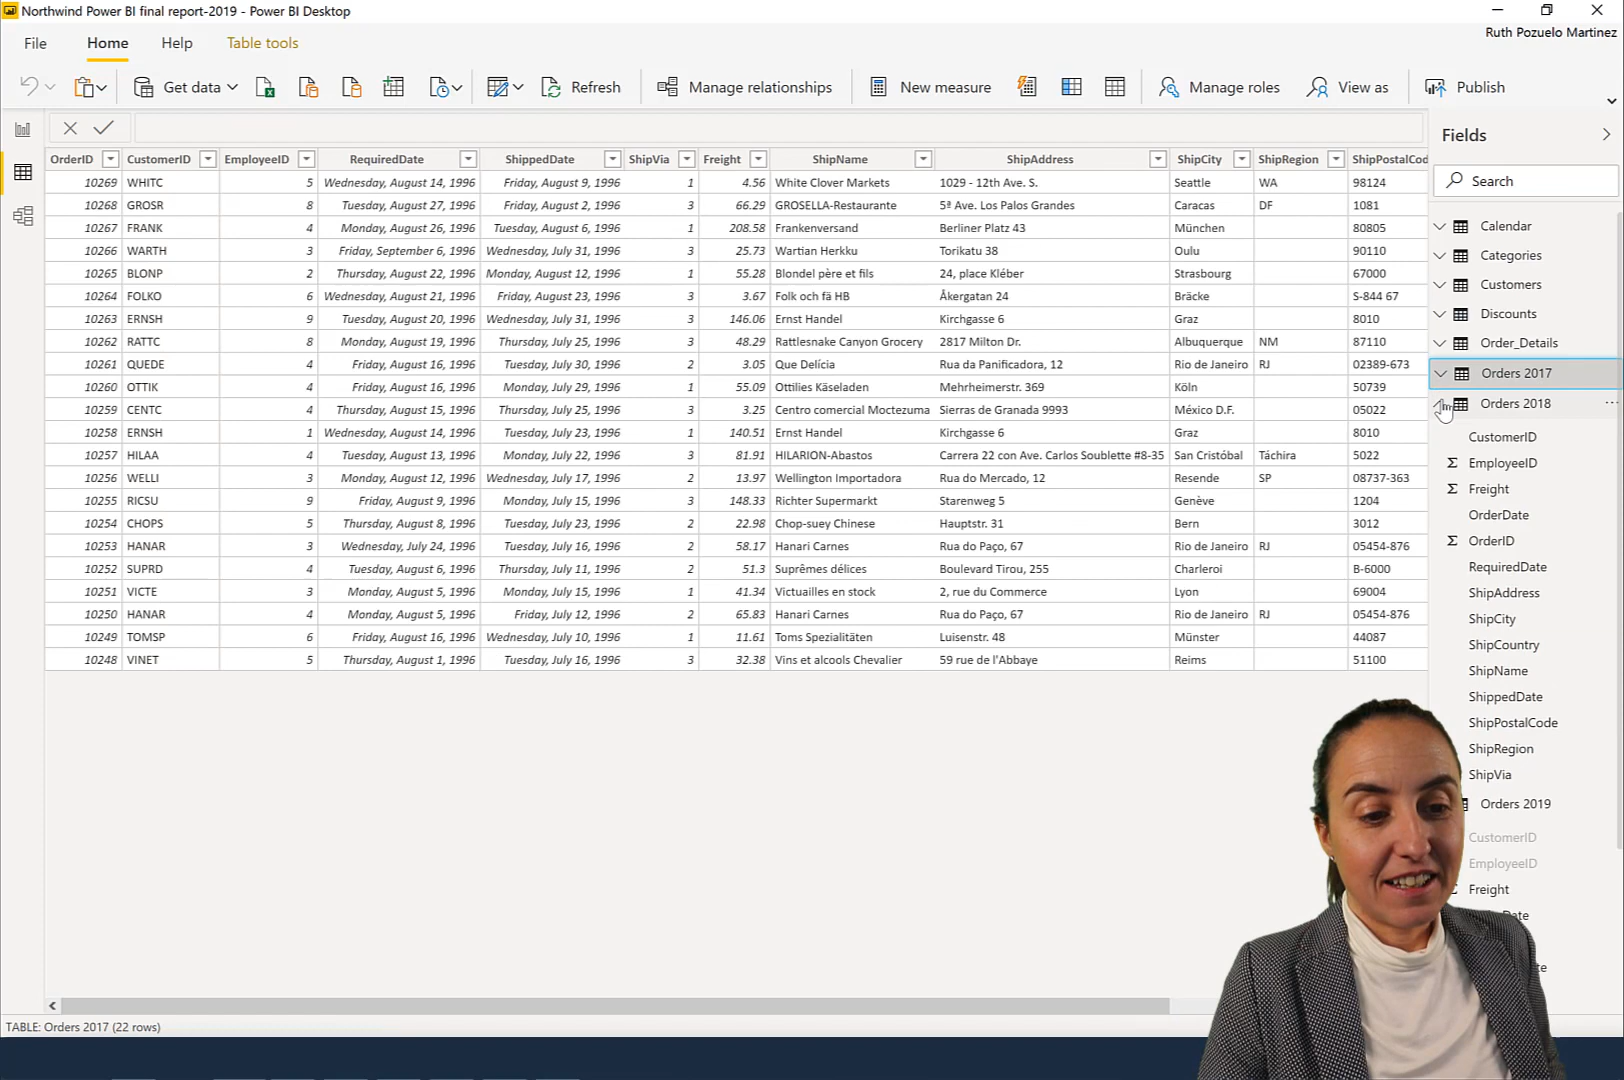 Northwind Power BI final report-2019 - Power BI Desktop
Ruth Pozuelo Martinez
File Home Help Table tools
Get data Refresh Manage relationships New measure Manage roles View as Publish
Fields
Search
OrderID CustomerID EmployeeID RequiredDate ShippedDate ShipVia Freight ShipName ShipAddress ShipCity ShipRegion ShipPostalCod
10269 WHITC 5 Wednesday, August 14, 1996 Friday, August 9, 1996 1 4.56 White Clover Markets 1029 - 12th Ave. S. Seattle WA 98124
10268 GROSR 8 Tuesday, August 27, 1996 Friday, August 2, 1996 3 66.29 GROSELLA-Restaurante 5ª Ave. Los Palos Grandes Caracas DF 1081
10267 FRANK 4 Monday, August 26, 1996 Tuesday, August 6, 1996 1 208.58 Frankenversand Berliner Platz 43 München 80805
10266 WARTH 3 Friday, September 6, 1996 Wednesday, July 31, 1996 3 25.73 Wartian Herkku Torikatu 38 Oulu 90110
10265 BLONP 2 Thursday, August 22, 1996 Monday, August 12, 1996 1 55.28 Blondel père et fils 24, place Kléber Strasbourg 67000
10264 FOLKO 6 Wednesday, August 21, 1996 Friday, August 23, 1996 3 3.67 Folk och fä HB Åkergatan 24 Bräcke S-844 67
10263 ERNSH 9 Tuesday, August 20, 1996 Wednesday, July 31, 1996 3 146.06 Ernst Handel Kirchgasse 6 Graz 8010
10262 RATTC 8 Monday, August 19, 1996 Thursday, July 25, 1996 3 48.29 Rattlesnake Canyon Grocery 2817 Milton Dr. Albuquerque NM 87110
10261 QUEDE 4 Friday, August 16, 1996 Tuesday, July 30, 1996 2 3.05 Que Delícia Rua da Panificadora, 12 Rio de Janeiro RJ 02389-673
10260 OTTIK 4 Friday, August 16, 1996 Monday, July 29, 1996 1 55.09 Ottilies Käseladen Mehrheimerstr. 369 Köln 50739
10259 CENTC 4 Thursday, August 15, 1996 Thursday, July 25, 1996 3 3.25 Centro comercial Moctezuma Sierras de Granada 9993 México D.F. 05022
10258 ERNSH 1 Wednesday, August 14, 1996 Tuesday, July 23, 1996 1 140.51 Ernst Handel Kirchgasse 6 Graz 8010
10257 HILAA 4 Tuesday, August 13, 1996 Monday, July 22, 1996 3 81.91 HILARION-Abastos Carrera 22 con Ave. Carlos Soublette #8-35 San Cristóbal Táchira 5022
10256 WELLI 3 Monday, August 12, 1996 Wednesday, July 17, 1996 2 13.97 Wellington Importadora Rua do Mercado, 12 Resende SP 08737-363
10255 RICSU 9 Friday, August 9, 1996 Monday, July 15, 1996 3 148.33 Richter Supermarkt Starenweg 5 Genève 1204
10254 CHOPS 5 Thursday, August 8, 1996 Tuesday, July 23, 1996 2 22.98 Chop-suey Chinese Hauptstr. 31 Bern 3012
10253 HANAR 3 Wednesday, July 24, 1996 Tuesday, July 16, 1996 2 58.17 Hanari Carnes Rua do Paço, 67 Rio de Janeiro RJ 05454-876
10252 SUPRD 4 Tuesday, August 6, 1996 Thursday, July 11, 1996 2 51.3 Suprêmes délices Boulevard Tirou, 255 Charleroi B-6000
10251 VICTE 3 Monday, August 5, 1996 Monday, July 15, 1996 1 41.34 Victuailles en stock 2, rue du Commerce Lyon 69004
10250 HANAR 4 Monday, August 5, 1996 Friday, July 12, 1996 2 65.83 Hanari Carnes Rua do Paço, 67 Rio de Janeiro RJ 05454-876
10249 TOMSP 6 Friday, August 16, 1996 Wednesday, July 10, 1996 1 11.61 Toms Spezialitäten Luisenstr. 48 Münster 44087
10248 VINET 5 Thursday, August 1, 1996 Tuesday, July 16, 1996 3 32.38 Vins et alcools Chevalier 59 rue de l'Abbaye Reims 51100
Calendar
Categories
Customers
Discounts
Order_Details
Orders 2017
Orders 2018 ...
CustomerID
Σ EmployeeID
Σ Freight
OrderDate
Σ OrderID
RequiredDate
ShipAddress
ShipCity
ShipCountry
ShipName
ShippedDate
ShipPostalCode
ShipRegion
ShipVia
Orders 2019
CustomerID
EmployeeID
Freight
Date
TABLE: Orders 2017 (22 rows)